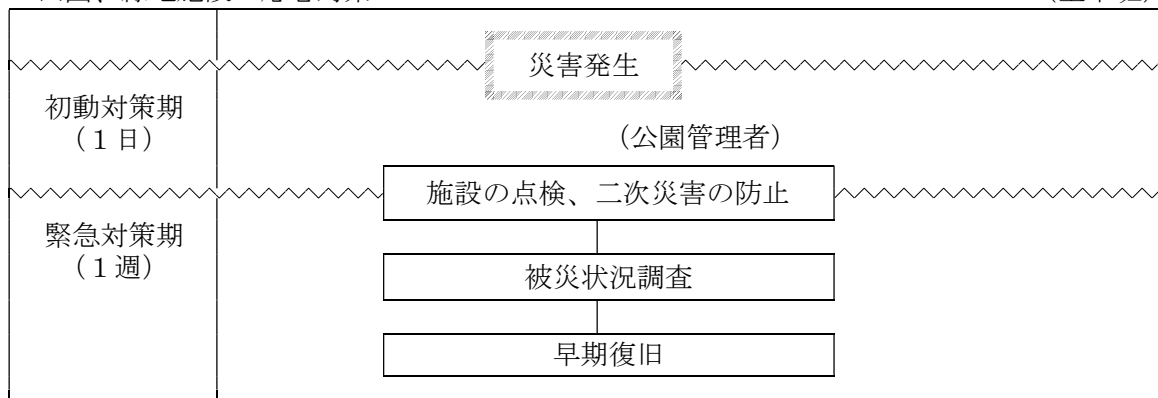 災害発生
初動対策期
（１日）
（公園管理者）
施設の点検、二次災害の防止
緊急対策期
（１週）
被災状況調査
早期復旧